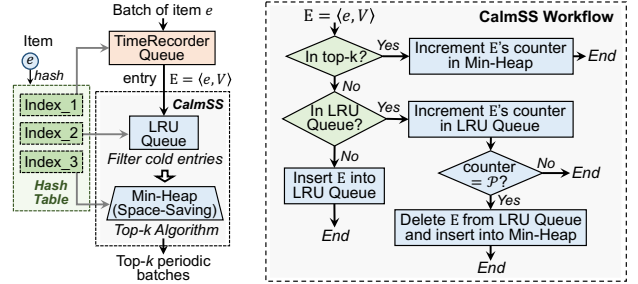 Batch of item e
Item
e
hash
TimeRecorder
Queue
entry E = ⟨e, V⟩
Index_1
Index_2
Index_3
Hash
Table
CalmSS
LRU
Queue
Filter cold entries
Min-Heap
(Space-Saving)
Top-k Algorithm
Top-k periodic
batches
CalmSS Workflow
E = ⟨e, V⟩
In top-k?
Yes
Increment E's counter
in Min-Heap
End
No
In LRU
Queue?
Yes
Increment E's counter
in LRU Queue
No
Insert E into
LRU Queue
End
counter
= 𝒫?
No
End
Yes
Delete E from LRU Queue
and insert into Min-Heap
End